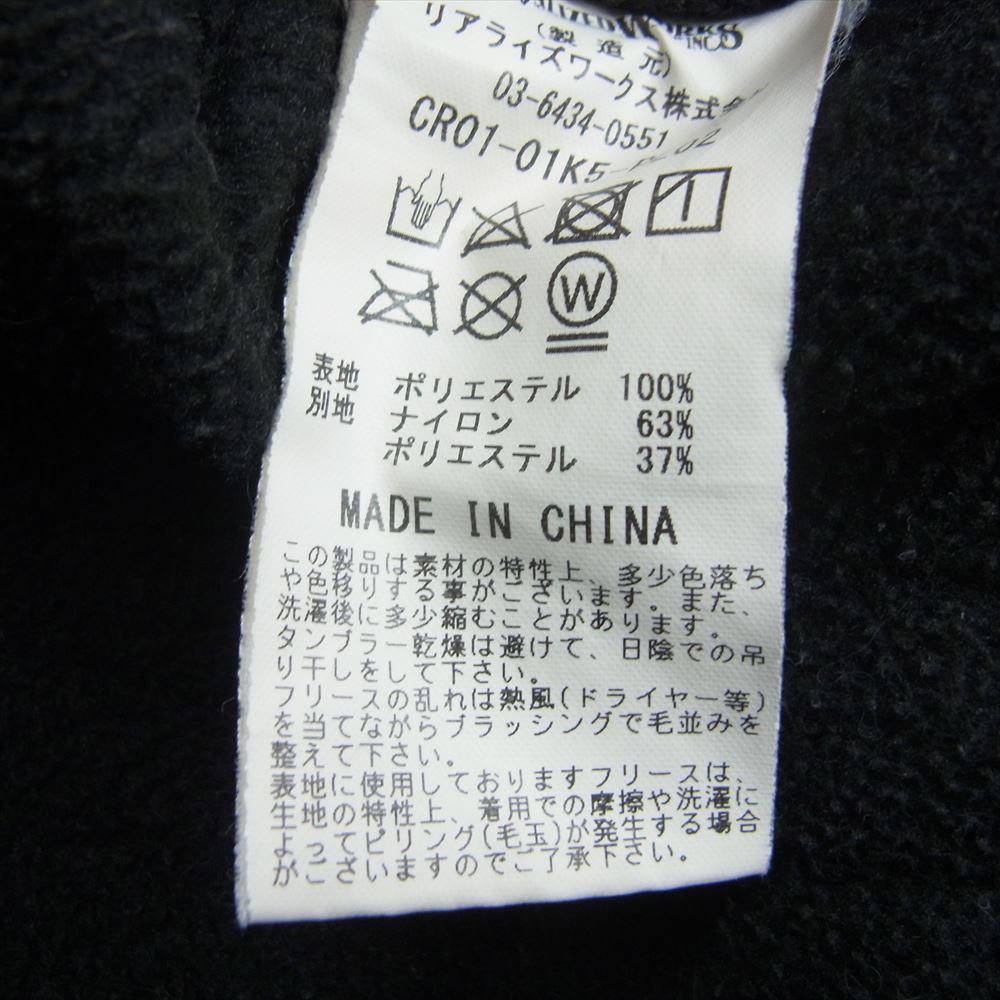 WORKS
INC
(製造元)
リアライズワークス株式会
03-6434-0551
CR01-01K5
W
表地 ポリエステル 100%
別地 ナイロン 63%
ポリエステル 37%
MADE IN CHINA
この製品は素材の特性上、多少色落ち
や色移りする事がございます。また、
洗濯後に多少縮むことがあります。
タンブラー乾燥は避けて、日陰での吊
り干しをして下さい。
フリースの乱れは熱風(ドライヤー等)
を当てながらブラッシングで毛並みを
整えて下さい。
表地に使用しておりますフリースは、
生地の特性上、着用での摩擦や洗濯に
よってピリング(毛玉)が発生する場合
がございますのでご了承下さい。